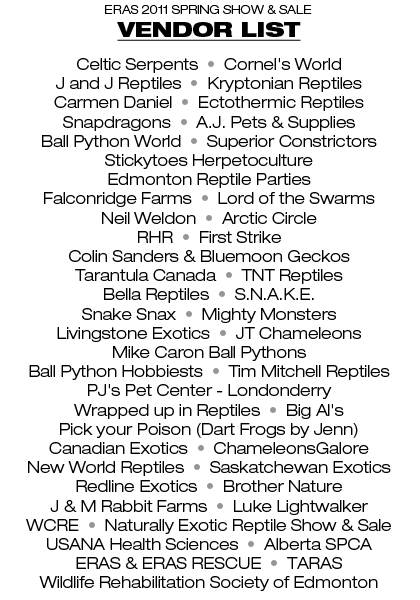 ERAS 2011 SPRING SHOW & SALE
VENDOR LIST
Celtic Serpents • Cornel's World
J and J Reptiles • Kryptonian Reptiles
Carmen Daniel • Ectothermic Reptiles
Snapdragons • A.J. Pets & Supplies
Ball Python World • Superior Constrictors
Stickytoes Herpetoculture
Edmonton Reptile Parties
Falconridge Farms • Lord of the Swarms
Neil Weldon • Arctic Circle
RHR • First Strike
Colin Sanders & Bluemoon Geckos
Tarantula Canada • TNT Reptiles
Bella Reptiles • S.N.A.K.E.
Snake Snax • Mighty Monsters
Livingstone Exotics • JT Chameleons
Mike Caron Ball Pythons
Ball Python Hobbiests • Tim Mitchell Reptiles
PJ's Pet Center - Londonderry
Wrapped up in Reptiles • Big Al's
Pick your Poison (Dart Frogs by Jenn)
Canadian Exotics • ChameleonsGalore
New World Reptiles • Saskatchewan Exotics
Redline Exotics • Brother Nature
J & M Rabbit Farms • Luke Lightwalker
WCRE • Naturally Exotic Reptile Show & Sale
USANA Health Sciences • Alberta SPCA
ERAS & ERAS RESCUE • TARAS
Wildlife Rehabilitation Society of Edmonton